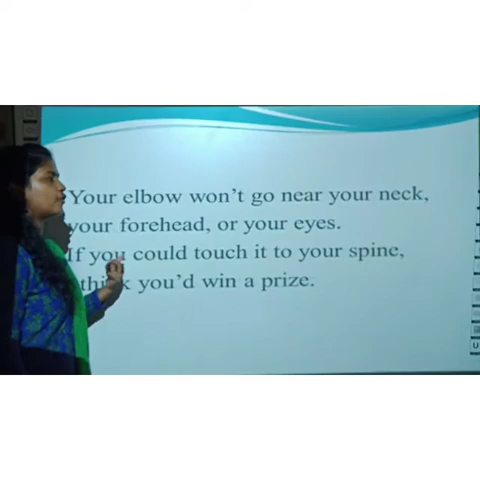 Your elbow won't go near your neck,
your forehead, or your eyes.
If you could touch it to your spine,
think you'd win a prize.